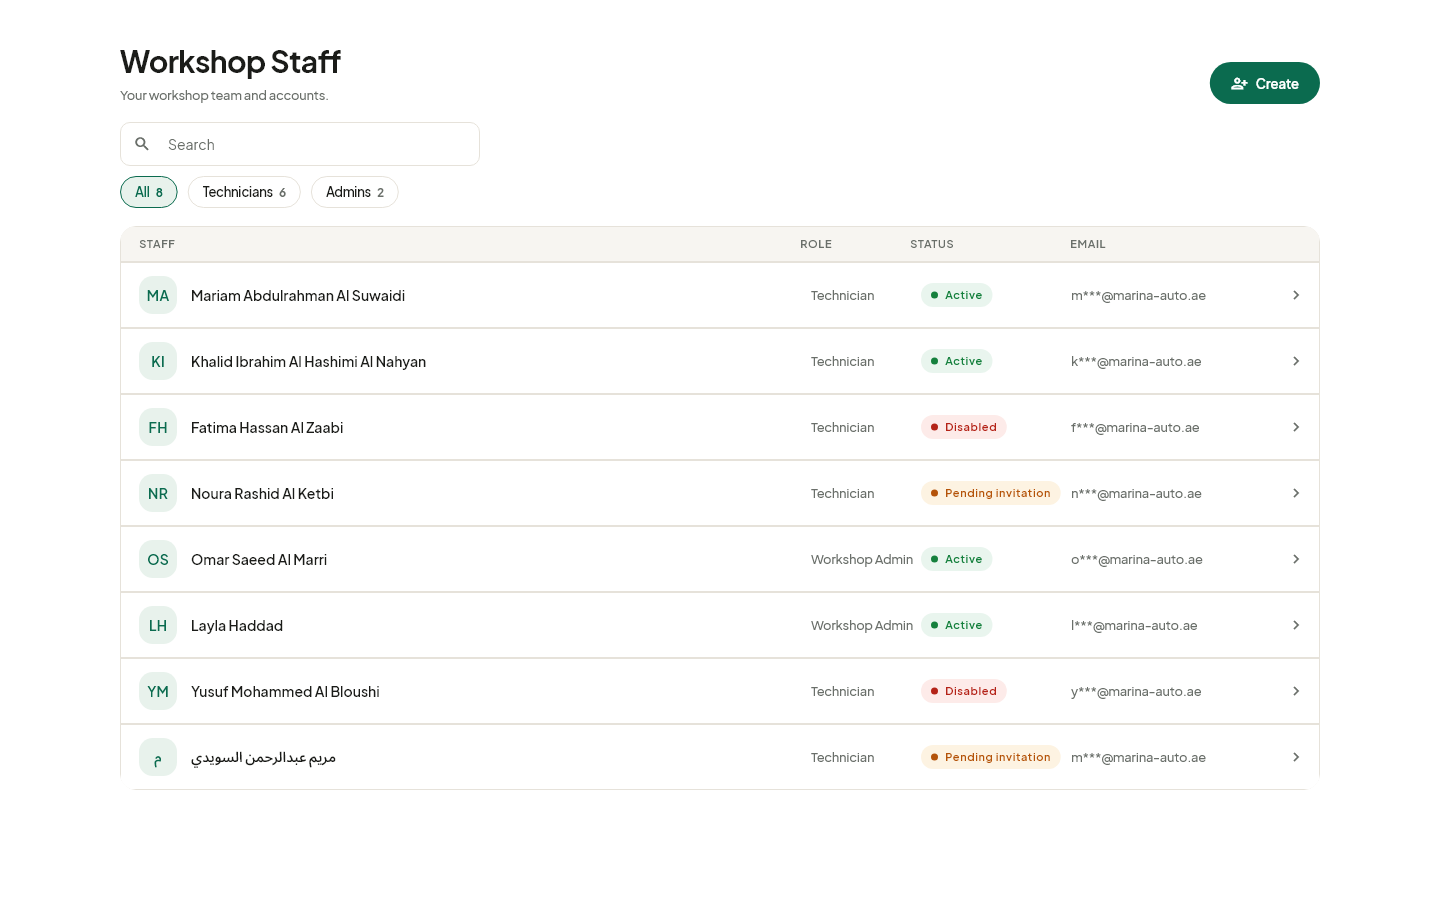 Workshop Staff
Your workshop team and accounts.
Create
Search
All 8 Technicians 6 Admins 2
STAFF ROLE STATUS EMAIL
MA Mariam Abdulrahman Al Suwaidi Technician Active m***@marina-auto.ae
KI Khalid Ibrahim Al Hashimi Al Nahyan Technician Active k***@marina-auto.ae
FH Fatima Hassan Al Zaabi Technician Disabled f***@marina-auto.ae
NR Noura Rashid Al Ketbi Technician Pending invitation n***@marina-auto.ae
OS Omar Saeed Al Marri Workshop Admin Active o***@marina-auto.ae
LH Layla Haddad Workshop Admin Active l***@marina-auto.ae
YM Yusuf Mohammed Al Bloushi Technician Disabled y***@marina-auto.ae
م مريم عبدالرحمن السويدي Technician Pending invitation m***@marina-auto.ae